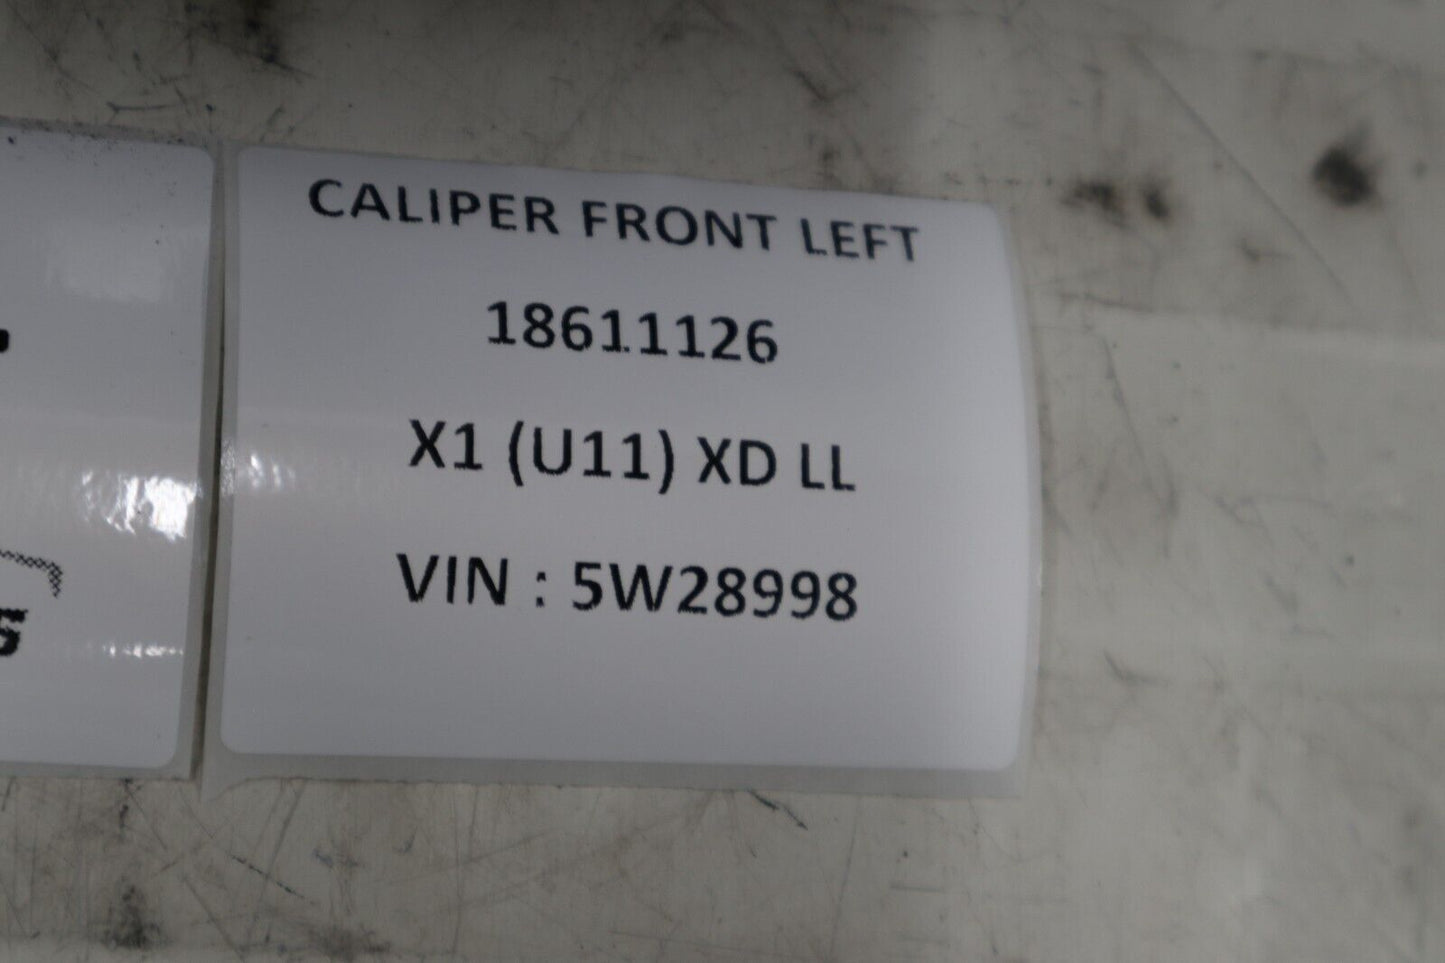 CALIPER FRONT LEFT
18611126
X1 (U11) XD LL
VIN : 5W28998